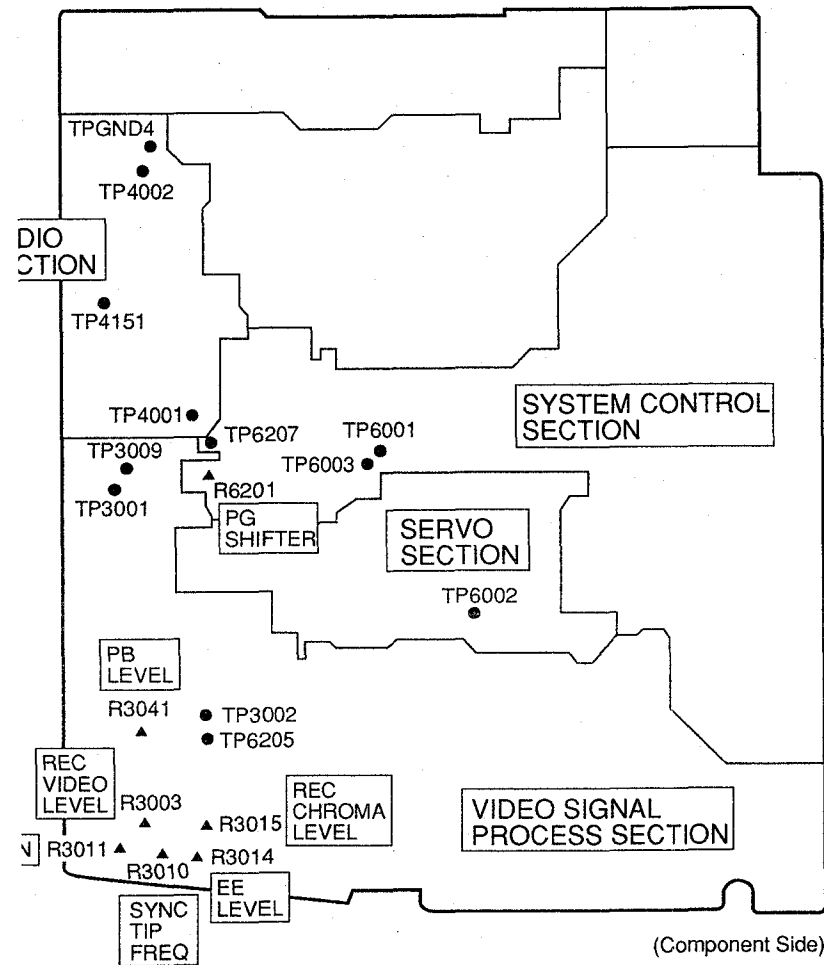 TPGND4
TP4002
DIO
CTION
TP4151
TP4001
TP6207
TP6001
TP6003
TP3009
TP3001
R6201
SYSTEM CONTROL
SECTION
PG
SHIFTER
SERVO
SECTION
TP6002
PB
LEVEL
R3041
TP3002
TP6205
REC
VIDEO
LEVEL
R3003
R3015
REC
CHROMA
LEVEL
VIDEO SIGNAL
PROCESS SECTION
N
R3011
R3010
R3014
EE
LEVEL
SYNC
TIP
FREQ
(Component Side)